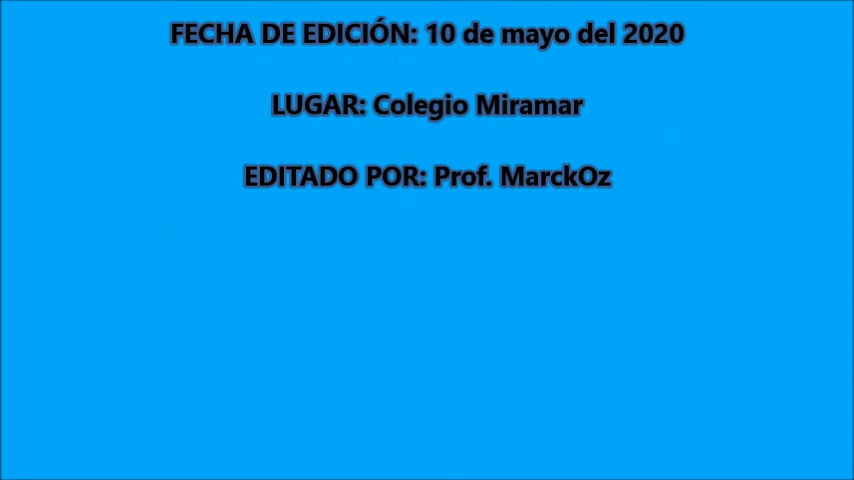 FECHA DE EDICIÓN: 10 de mayo del 2020
LUGAR: Colegio Miramar
EDITADO POR: Prof. MarckOz